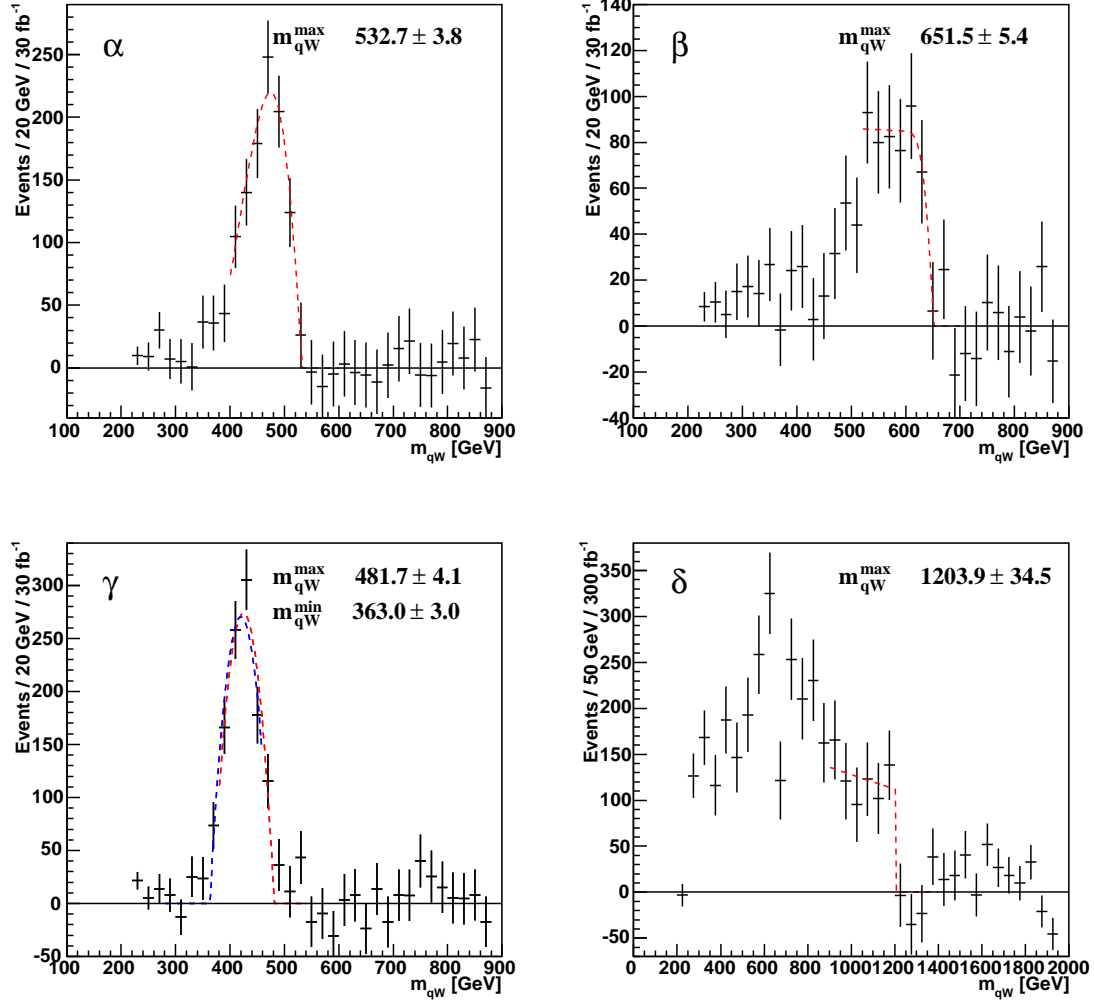 α
m_qW^max 532.7 ± 3.8
Events / 20 GeV / 30 fb⁻¹
250
200
150
100
50
0
100 200 300 400 500 600 700 800 900
m_qW [GeV]
β
m_qW^max 651.5 ± 5.4
Events / 20 GeV / 30 fb⁻¹
140
120
100
80
60
40
20
0
-20
-40
100 200 300 400 500 600 700 800 900
m_qW [GeV]
γ
m_qW^max 481.7 ± 4.1
m_qW^min 363.0 ± 3.0
Events / 20 GeV / 30 fb⁻¹
300
250
200
150
100
50
0
-50
100 200 300 400 500 600 700 800 900
m_qW [GeV]
δ
m_qW^max 1203.9 ± 34.5
Events / 50 GeV / 300 fb⁻¹
350
300
250
200
150
100
50
0
-50
0 200 400 600 800 1000 1200 1400 1600 1800 2000
m_qW [GeV]